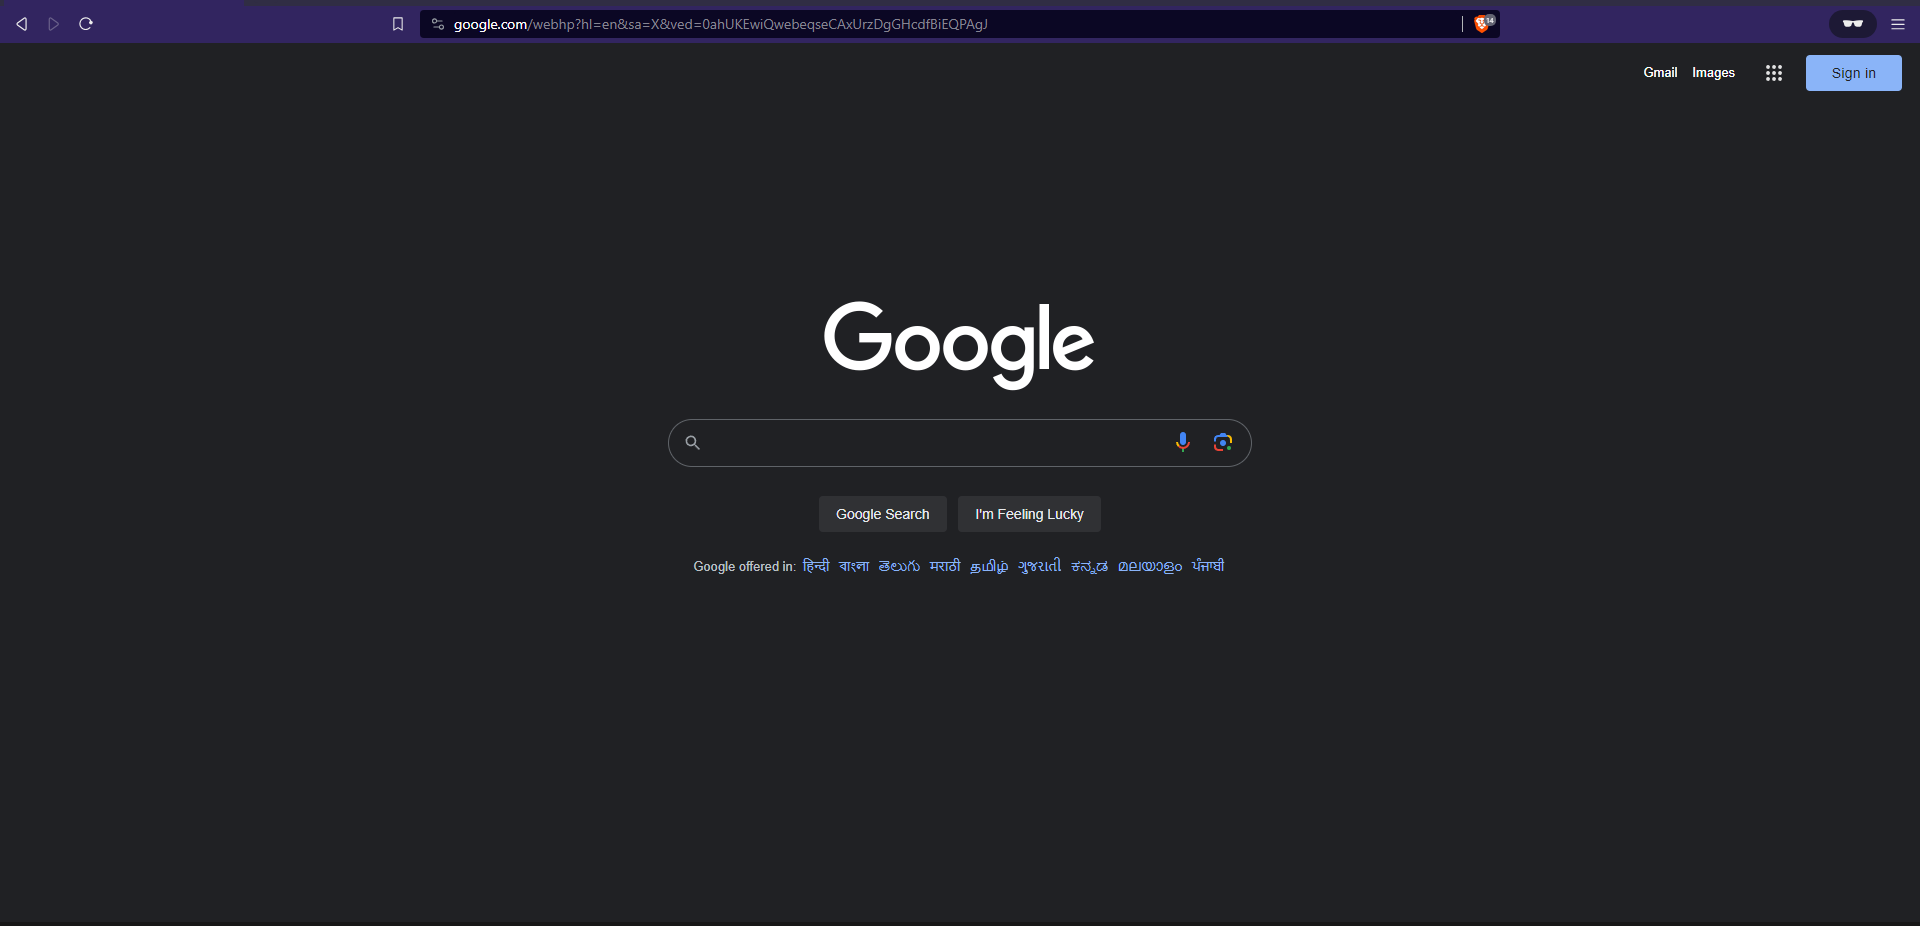 google.com/webhp?hl=en&sa=X&ved=0ahUKEwiQwebeqseCAxUrzDgGHcdfBiEQPAgJ
14
Gmail Images Sign in
Google
Google Search I'm Feeling Lucky
Google offered in: हिन्दी বাংলা తెలుగు मराठी தமிழ் ગુજરાતી ಕನ್ನಡ മലയാളം ਪੰਜਾਬੀ